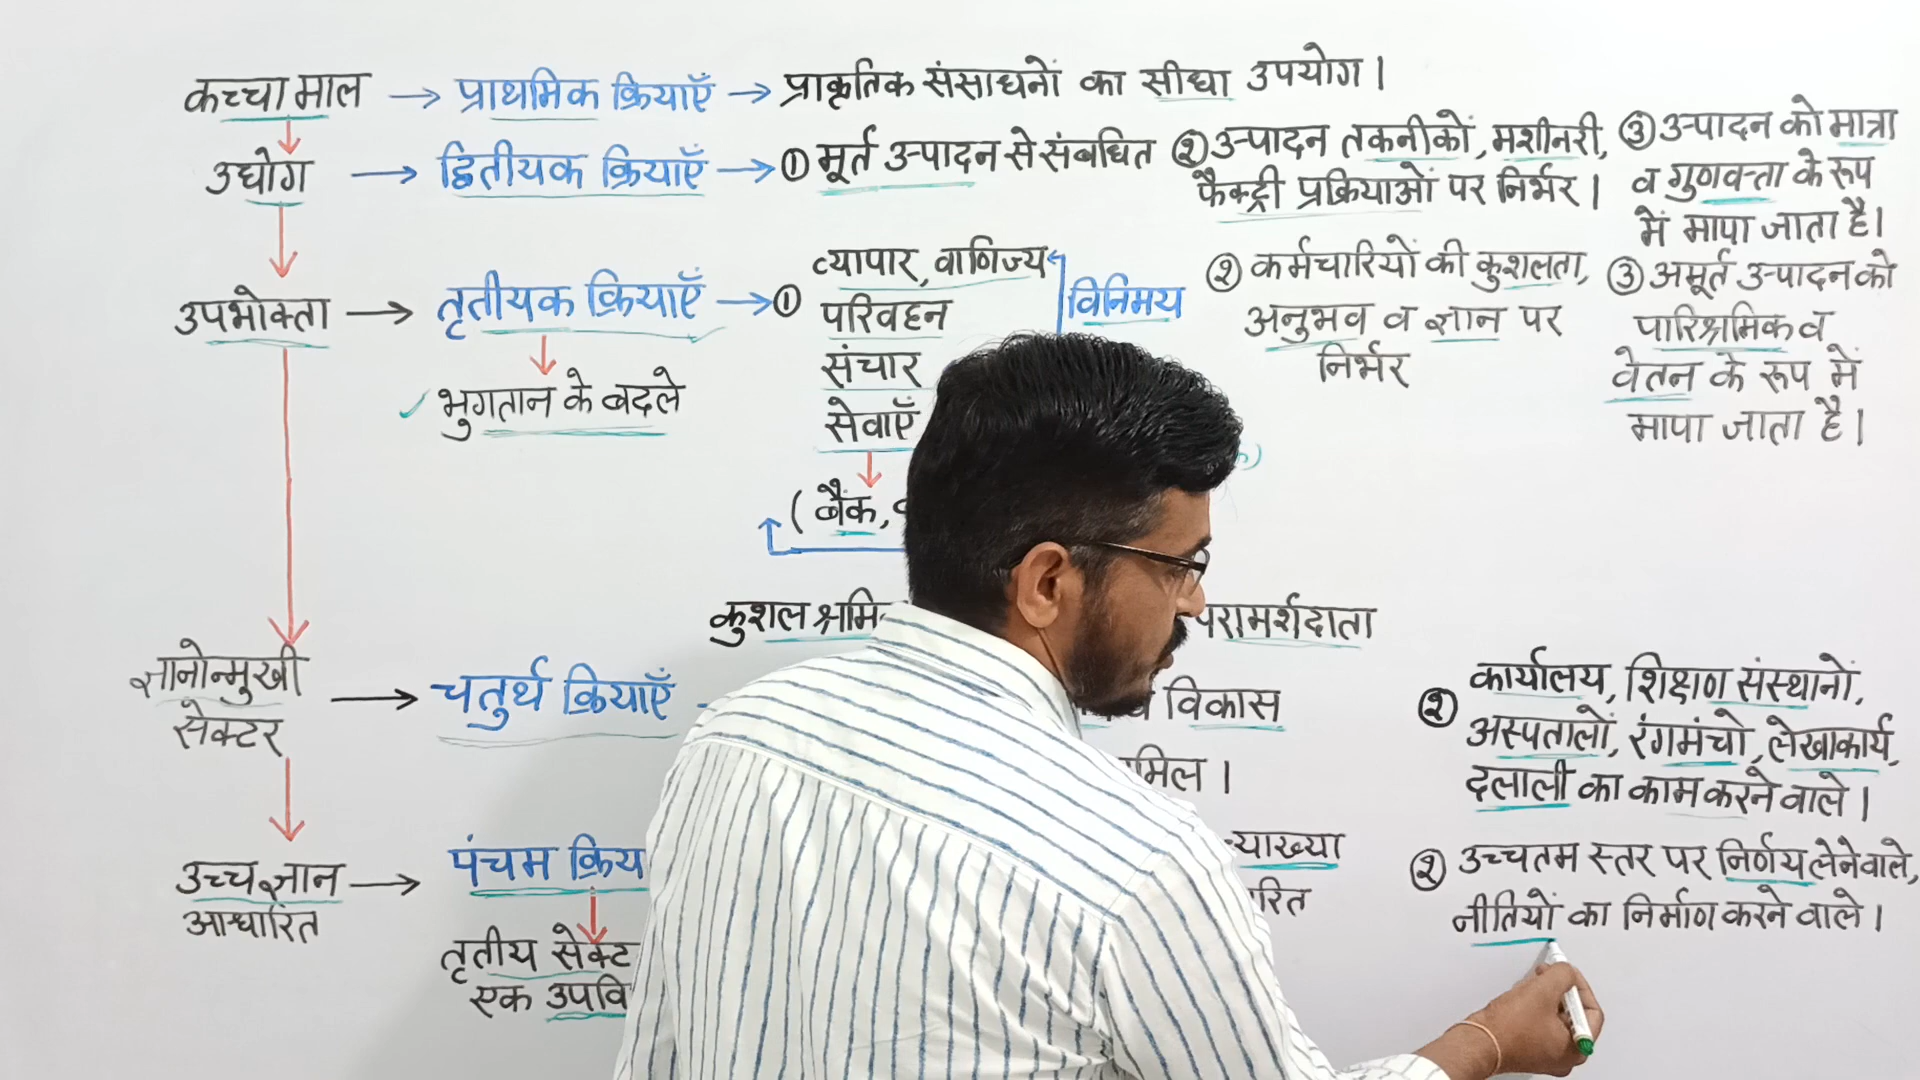 कच्चा माल → प्राथमिक क्रियाएँ → प्राकृतिक संसाधनों का सीधा उपयोग।
उद्योग → द्वितीयक क्रियाएँ → ① मूर्त उत्पादन से संबधित
② उत्पादन तकनीकों, मशीनरी,
फैक्ट्री प्रक्रियाओं पर निर्भर।
③ उत्पादन को मात्रा
व गुणवत्ता के रूप
में मापा जाता है।
उपभोक्ता → तृतीयक क्रियाएँ → ①
भुगतान के बदले
व्यापार, वाणिज्य
परिवहन
संचार
सेवाएँ
विनिमय
(बैंक,
② कर्मचारियों की कुशलता,
अनुभव व ज्ञान पर
निर्भर
③ अमूर्त उत्पादन को
पारिश्रमिक व
वेतन के रूप में
मापा जाता है।
ज्ञानोन्मुखी
सेक्टर → चतुर्थ क्रियाएँ
कुशल
परामर्शदाता
व विकास
② कार्यालय, शिक्षण संस्थानों,
अस्पतालों, रंगमंचो, लेखाकार्य,
दलाली का काम करने वाले।
उच्च ज्ञान → पंचम
आधारित
तृतीय
एक
② उच्चतम स्तर पर निर्णय लेने वाले,
नीतियों का निर्माण करने वाले।